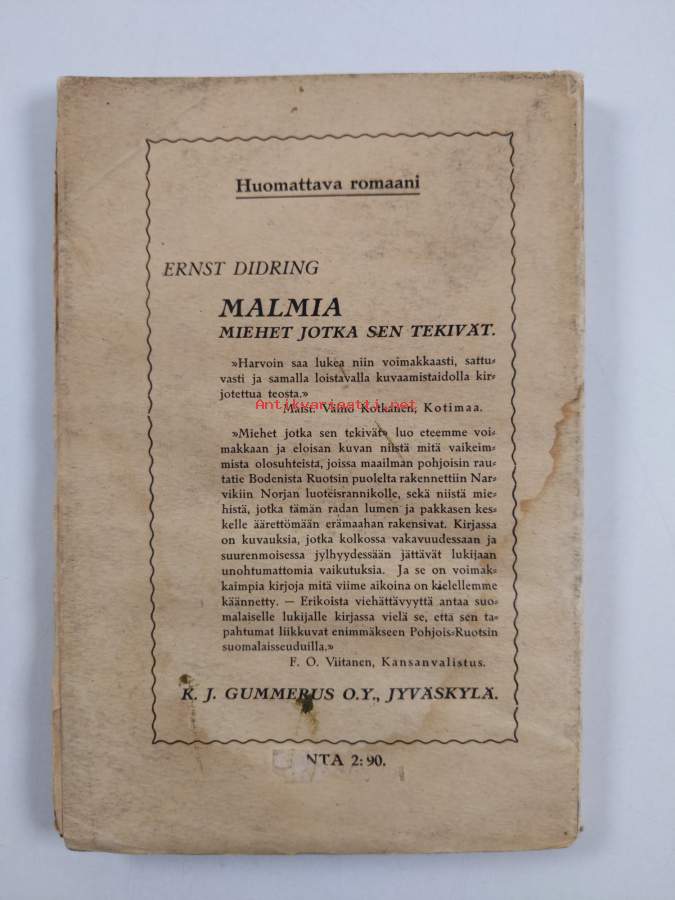 Huomattava romaani
ERNST DIDRING
MALMIA
MIEHET JOTKA SEN TEKIVÄT.
»Harvoin saa lukea niin voimakkaasti, sattu-
vasti ja samalla loistavalla kuvaamistaidolla kir-
jotettua teosta.»
Antikvariaatti.net
Maist. Väinö Kotkanen, Kotimaa.
»Miehet jotka sen tekivät» luo eteemme voi-
makkaan ja eloisan kuvan niistä mitä vaikeim-
mista olosuhteista, joissa maailman pohjoisin rau-
tatie Bodenista Ruotsin puolelta rakennettiin Nar-
vikiin Norjan luoteisrannikolle, sekä niistä mie-
histä, jotka tämän radan lumen ja pakkasen kes-
kelle äärettömään erämaahan rakensivat. Kirjassa
on kuvauksia, jotka kolkossa vakavuudessaan ja
suurenmoisessa jylhyydessään jättävät lukijaan
unohtumattomia vaikutuksia. Ja se on voimak-
kaimpia kirjoja mitä viime aikoina on kielellemme
käännetty. — Erikoista viehättävyyttä antaa suo-
malaiselle lukijalle kirjassa vielä se, että sen ta-
pahtumat liikkuvat enimmäkseen Pohjois-Ruotsin
suomalaisseuduilla.»
F. O. Viitanen, Kansanvalistus.
K. J. GUMMERUS O.Y., JYVÄSKYLÄ.
NTA 2:90.